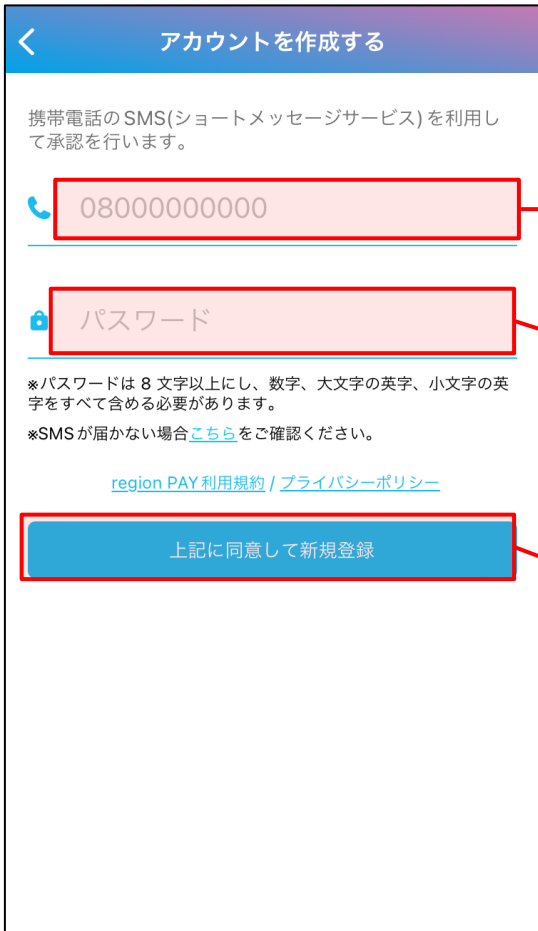 アカウントを作成する
携帯電話のSMS(ショートメッセージサービス)を利用し
て承認を行います。
08000000000
パスワード
※パスワードは 8 文字以上にし、数字、大文字の英字、小文字の英
字をすべて含める必要があります。
※SMSが届かない場合こちらをご確認ください。
region PAY利用規約 / プライバシーポリシー
上記に同意して新規登録